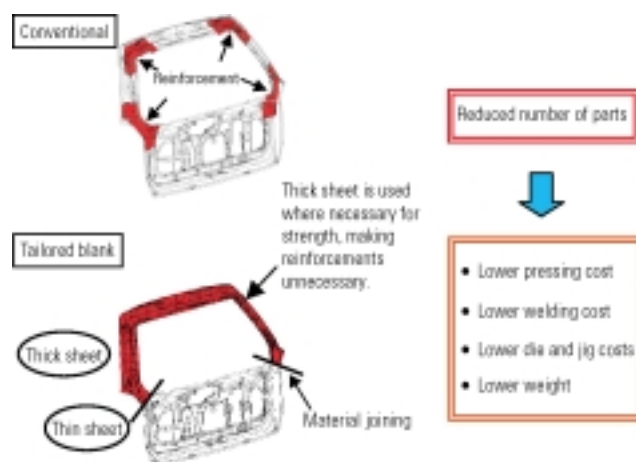 Conventional
Reinforcement
Reduced number of parts
Thick sheet is used
where necessary for
strength, making
reinforcements
unnecessary.
Tailored blank
Thick sheet
Thin sheet
Material joining
• Lower pressing cost
• Lower welding cost
• Lower die and jig costs
• Lower weight